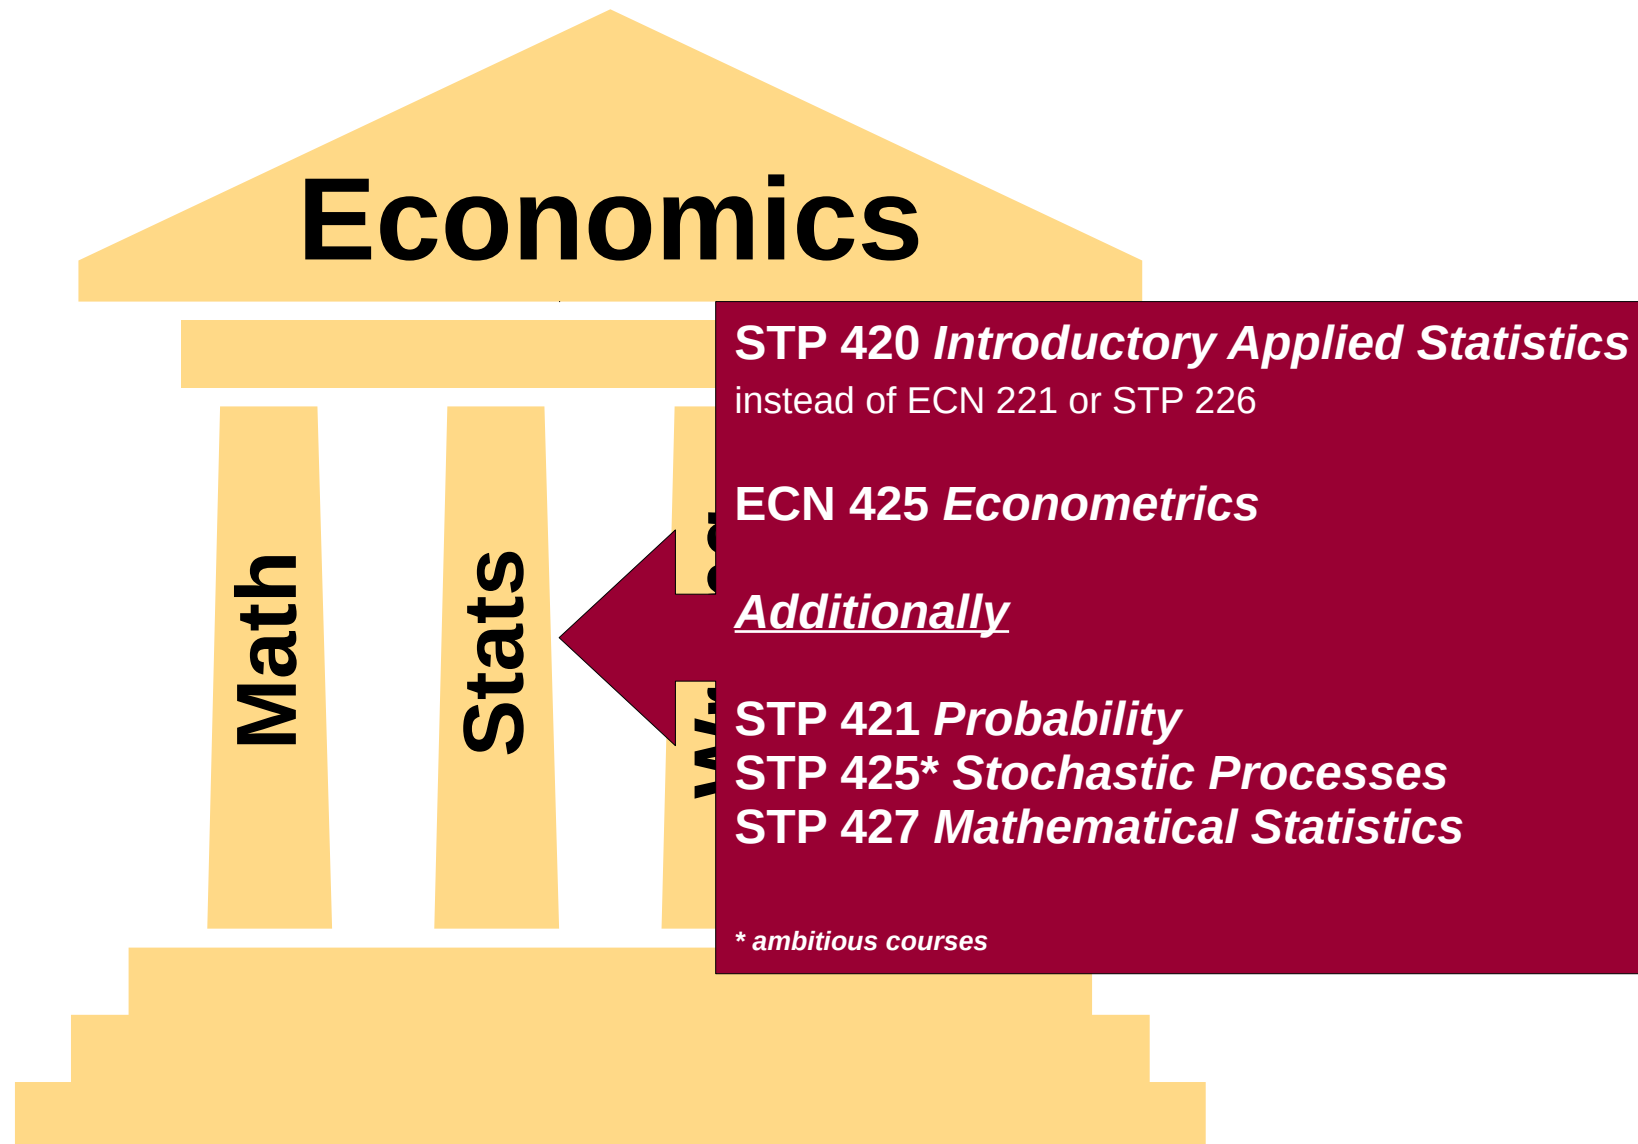 Economics
Math
Stats
STP 420 Introductory Applied Statistics
instead of ECN 221 or STP 226
ECN 425 Econometrics
Additionally
STP 421 Probability
STP 425* Stochastic Processes
STP 427 Mathematical Statistics
* ambitious courses